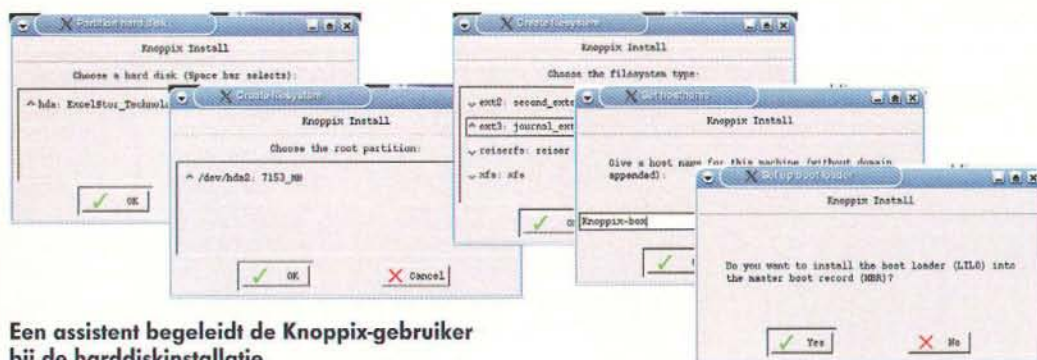 Partition hard disk
Knoppix Install
Choose a hard disk (Space bar selects):
hda: ExcelStor_Technolo
OK
Create filesystem
Knoppix Install
Choose the root partition:
/dev/hda2: 7153_MB
OK
Cancel
Create filesystem
Knoppix Install
Choose the filesystem type:
ext2: second_exte
ext3: journal_ext
reiserfs: reiser
xfs: xfs
Get hostname
Knoppix Install
Give a host name for this machine (without domain
appended):
Knoppix-box
Set up boot loader
Knoppix Install
Do you want to install the boot loader (LILO) into
the master boot record (MBR)?
Yes
No
Een assistent begeleidt de Knoppix-gebruiker
bij de harddiskinstallatie